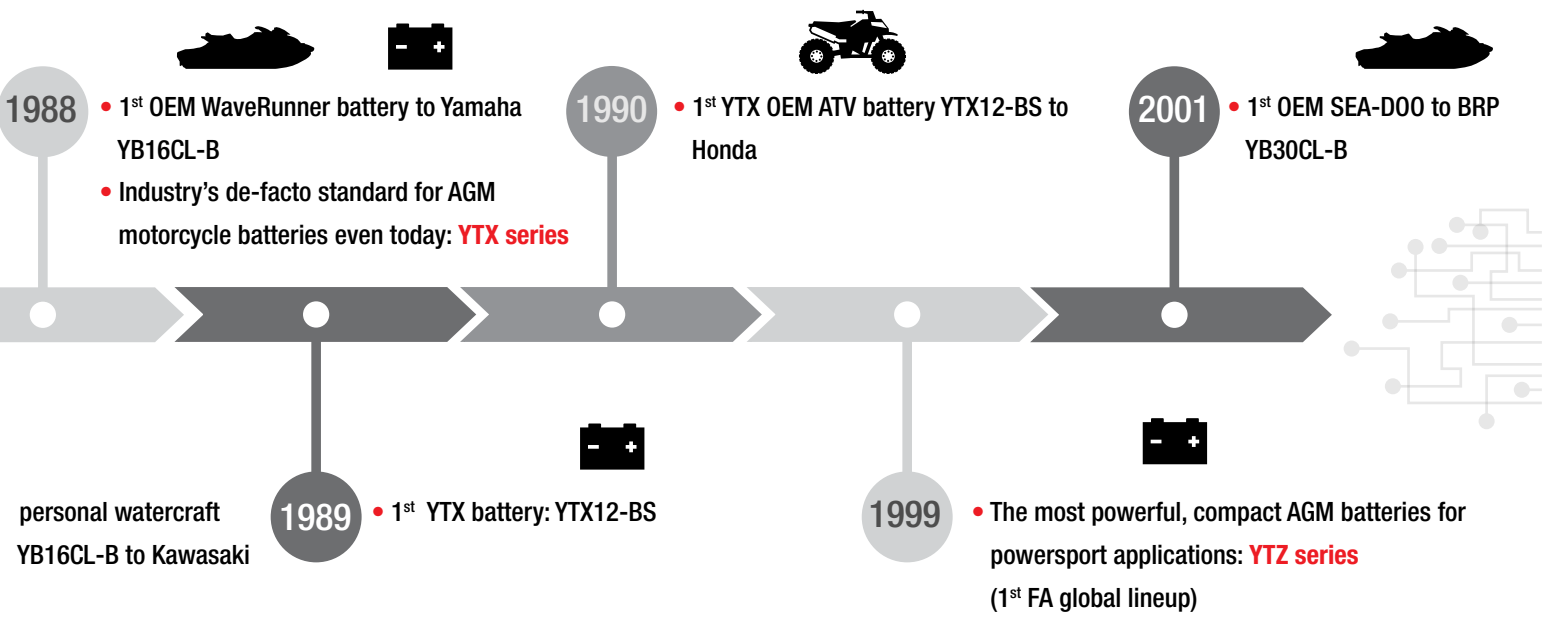 1988
• 1st OEM WaveRunner battery to Yamaha
YB16CL-B
• Industry’s de-facto standard for AGM
motorcycle batteries even today: YTX series
1990
• 1st YTX OEM ATV battery YTX12-BS to
Honda
2001
• 1st OEM SEA-DOO to BRP
YB30CL-B
personal watercraft
YB16CL-B to Kawasaki
1989
• 1st YTX battery: YTX12-BS
1999
• The most powerful, compact AGM batteries for
powersport applications: YTZ series
(1st FA global lineup)